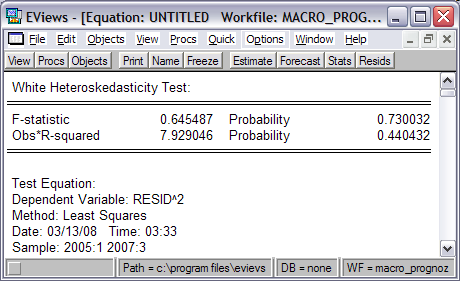 EViews - [Equation: UNTITLED   Workfile: MACRO_PROG...
File Edit Objects View Procs Quick Options Window Help
View Procs Objects Print Name Freeze Estimate Forecast Stats Resids
White Heteroskedasticity Test:
F-statistic 0.645487 Probability 0.730032
Obs*R-squared 7.929046 Probability 0.440432
Test Equation:
Dependent Variable: RESID^2
Method: Least Squares
Date: 03/13/08 Time: 03:33
Sample: 2005:1 2007:3
Path = c:\program files\evievs DB = none WF = macro_prognoz